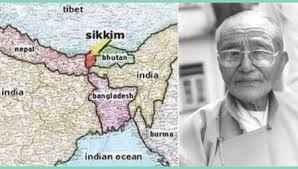 tibet
sikkim
nepal
bhutan
india
india
bangladesh
burma
indian ocean